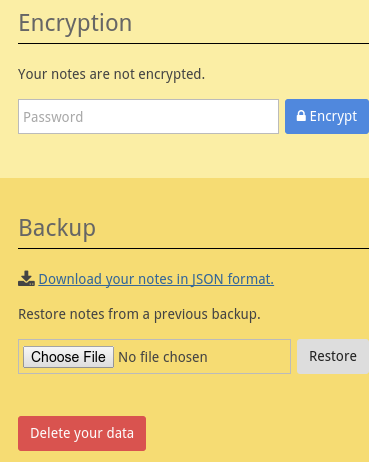 Encryption
Your notes are not encrypted.
Password Encrypt
Backup
Download your notes in JSON format.
Restore notes from a previous backup.
Choose File No file chosen Restore
Delete your data